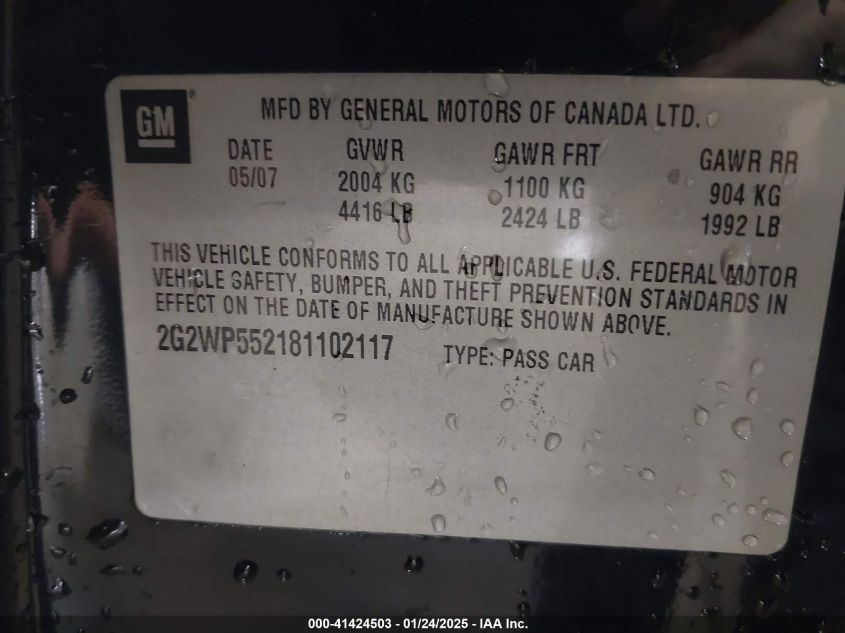 GM ®
MFD BY GENERAL MOTORS OF CANADA LTD.
DATE GVWR GAWR FRT GAWR RR
05/07 2004 KG 1100 KG 904 KG
4416 LB 2424 LB 1992 LB
THIS VEHICLE CONFORMS TO ALL APPLICABLE U.S. FEDERAL MOTOR
VEHICLE SAFETY, BUMPER, AND THEFT PREVENTION STANDARDS IN
EFFECT ON THE DATE OF MANUFACTURE SHOWN ABOVE.
2G2WP552181102117 TYPE: PASS CAR
000-41424503 - 01/24/2025 - IAA Inc.